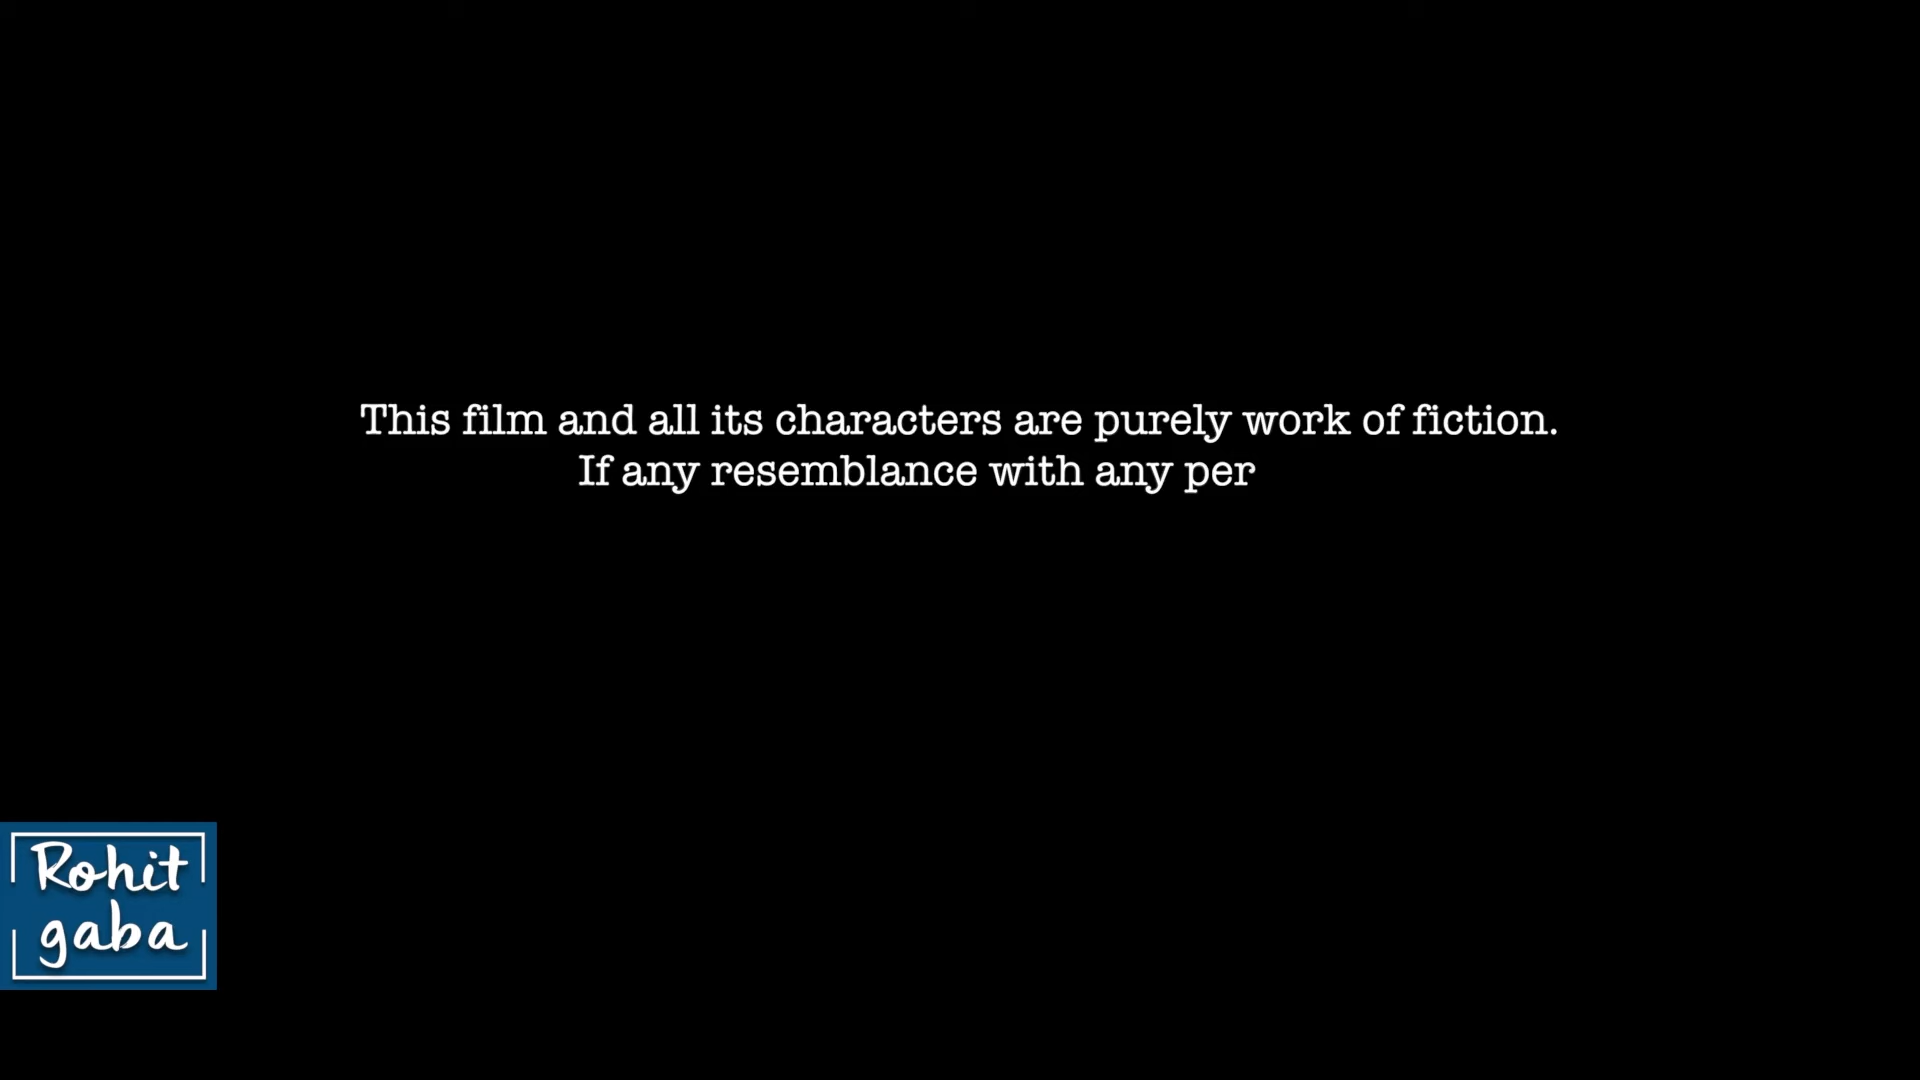 This film and all its characters are purely work of fiction.
If any resemblance with any per
Rohit
gaba